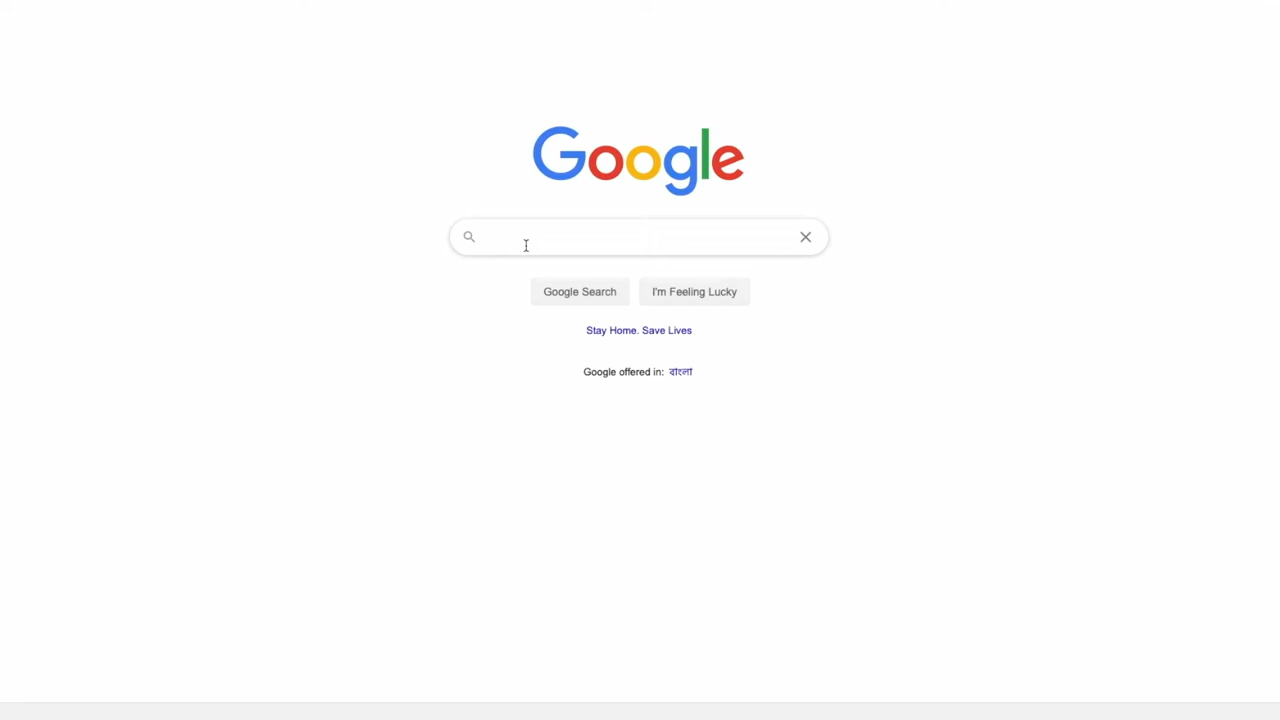 Google
Google Search
I'm Feeling Lucky
Stay Home. Save Lives
Google offered in: বাংলা